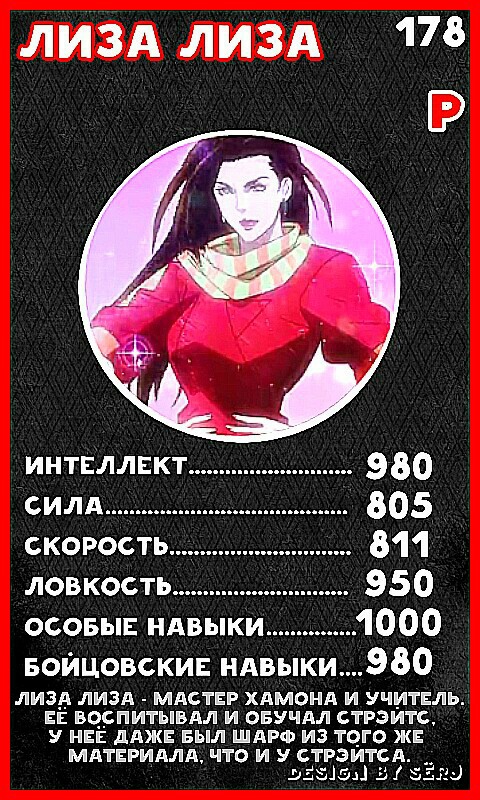 ЛИЗА ЛИЗА 178
Р
ИНТЕЛЛЕКТ............................ 980
СИЛА......................................... 805
СКОРОСТЬ............................... 811
ЛОВКОСТЬ.............................. 950
ОСОБЫЕ НАВЫКИ...............1000
БОЙЦОВСКИЕ НАВЫКИ....980
ЛИЗА ЛИЗА - МАСТЕР ХАМОНА И УЧИТЕЛЬ.
ЕЁ ВОСПИТЫВАЛ И ОБУЧАЛ СТРЭЙТС,
У НЕЁ ДАЖЕ БЫЛ ШАРФ ИЗ ТОГО ЖЕ
МАТЕРИАЛА, ЧТО И У СТРЭЙТСА.
DESIGN BY SËRJ